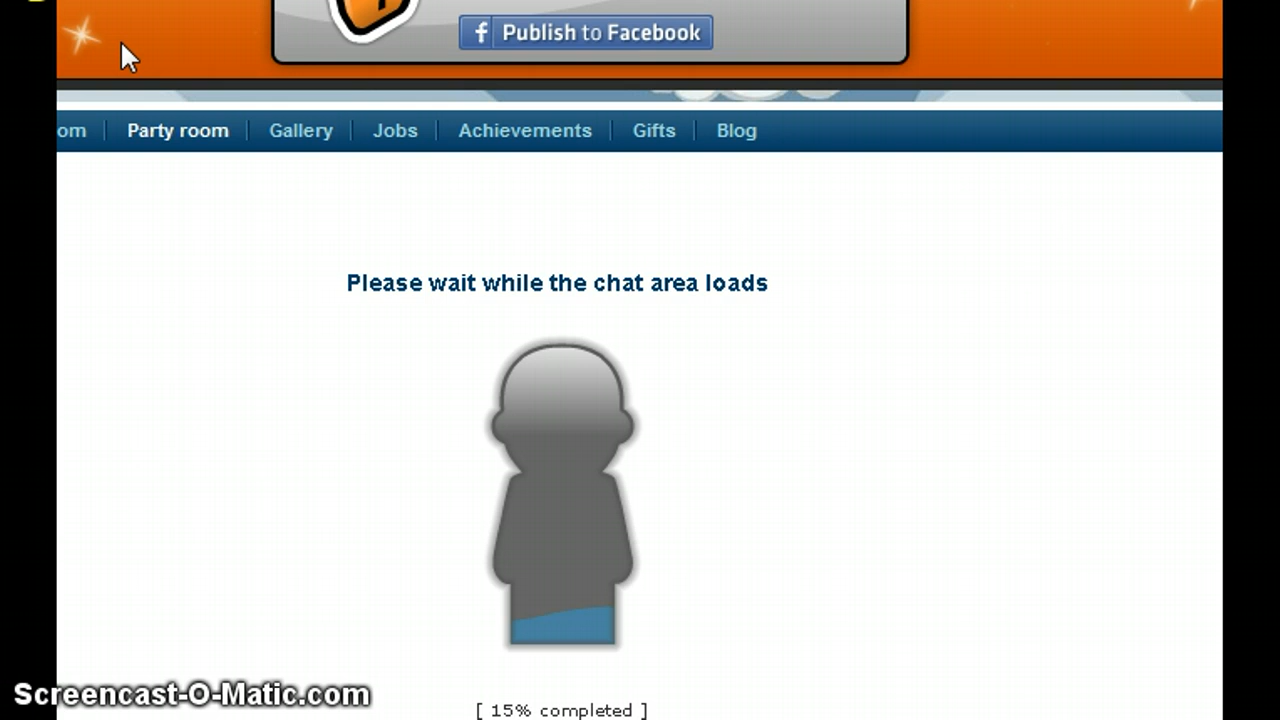 Publish to Facebook
om Party room Gallery Jobs Achievements Gifts Blog
Please wait while the chat area loads
[ 15% completed ]
Screencast-O-Matic.com